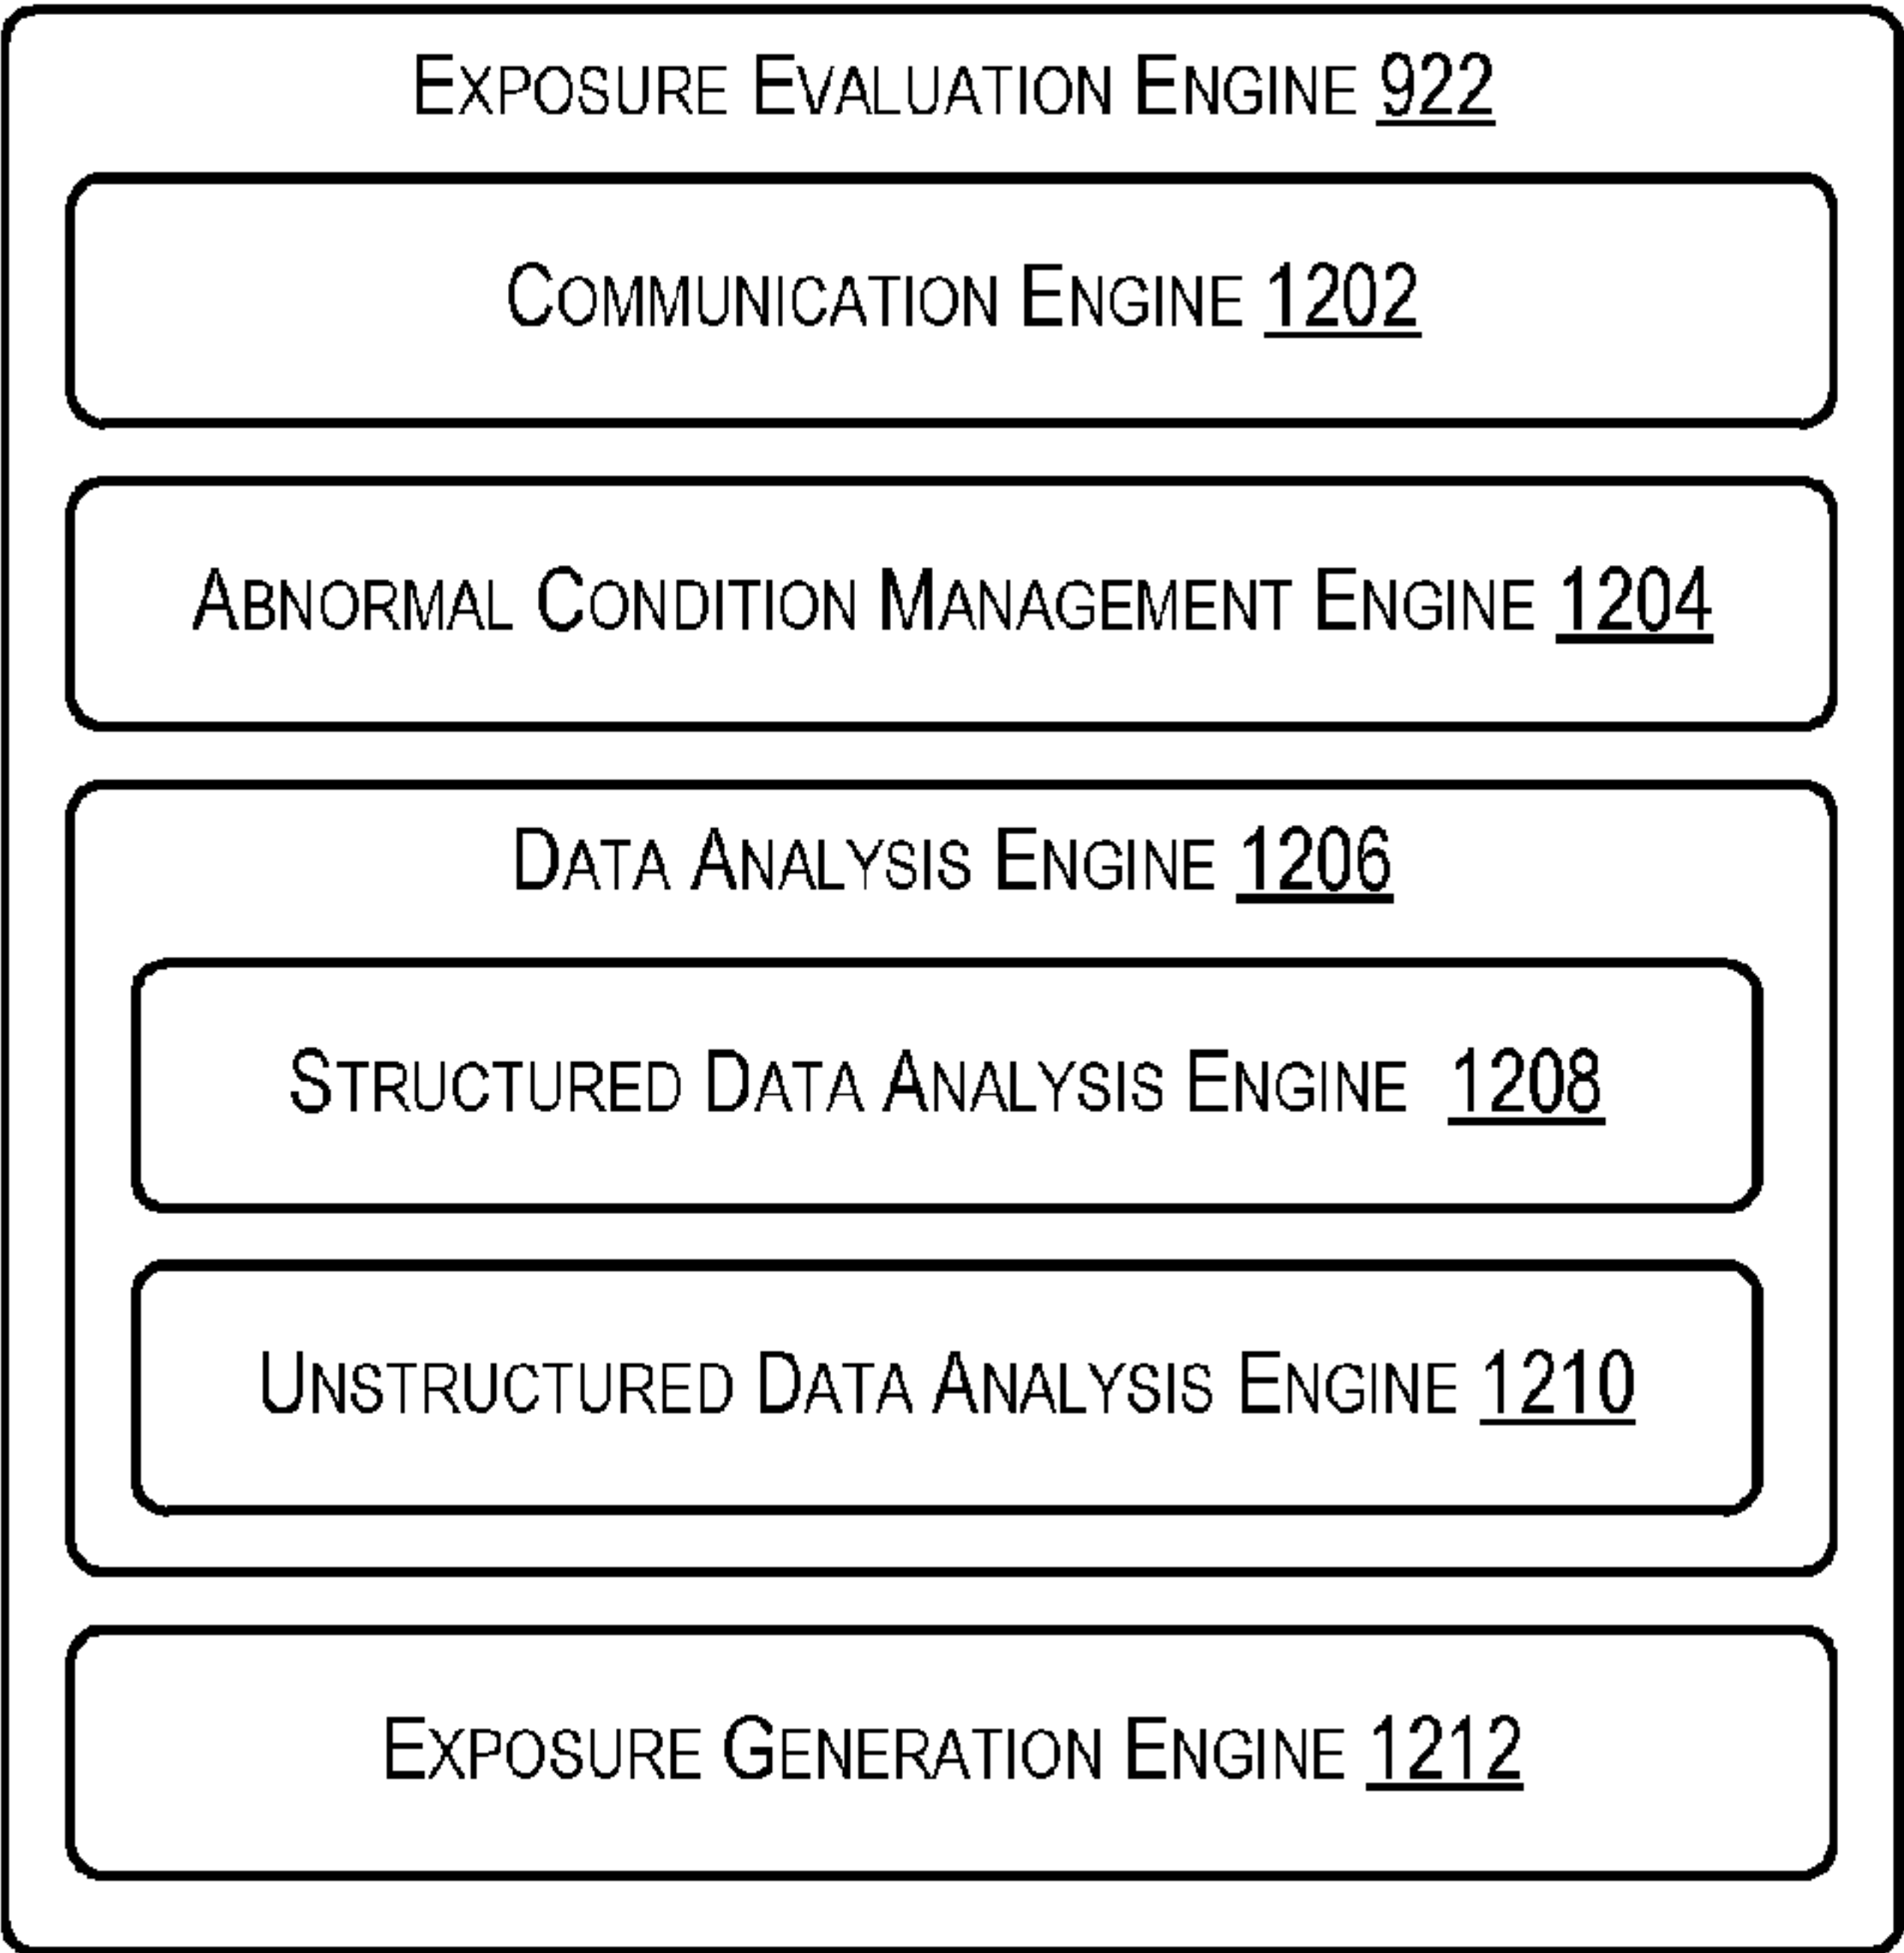 EXPOSURE EVALUATION ENGINE 922
COMMUNICATION ENGINE 1202
ABNORMAL CONDITION MANAGEMENT ENGINE 1204
DATA ANALYSIS ENGINE 1206
STRUCTURED DATA ANALYSIS ENGINE 1208
UNSTRUCTURED DATA ANALYSIS ENGINE 1210
EXPOSURE GENERATION ENGINE 1212